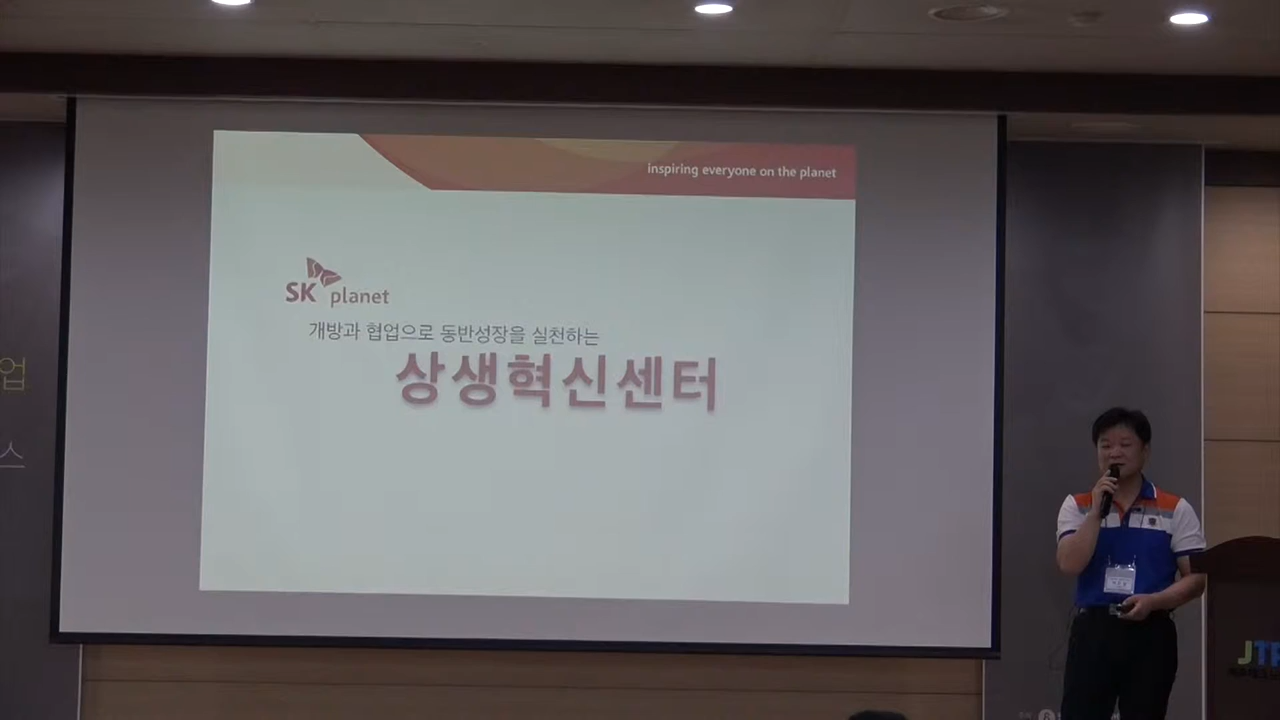 inspiring everyone on the planet
SK planet
개방과 협업으로 동반성장을 실천하는
상생혁신센터
업
스